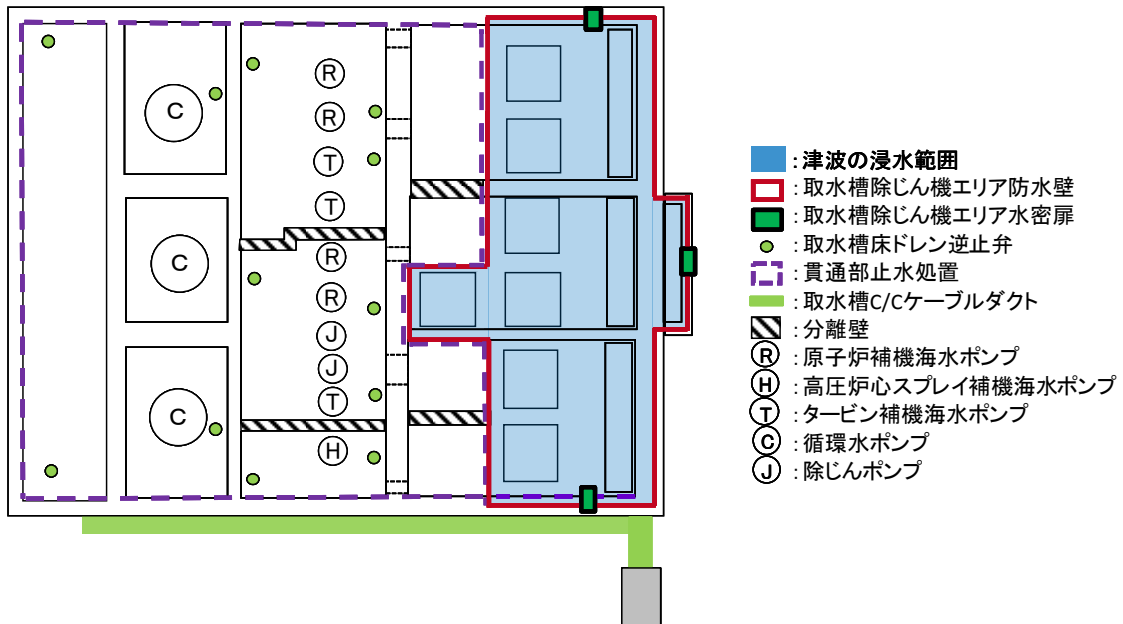 C
C
C
R
R
T
T
R
R
J
J
T
H
：津波の浸水範囲
：取水槽除じん機エリア防水壁
：取水槽除じん機エリア水密扉
：取水槽床ドレン逆止弁
：貫通部止水処置
：取水槽C/Cケーブルダクト
：分離壁
R：原子炉補機海水ポンプ
H：高圧炉心スプレイ補機海水ポンプ
T：タービン補機海水ポンプ
C：循環水ポンプ
J：除じんポンプ